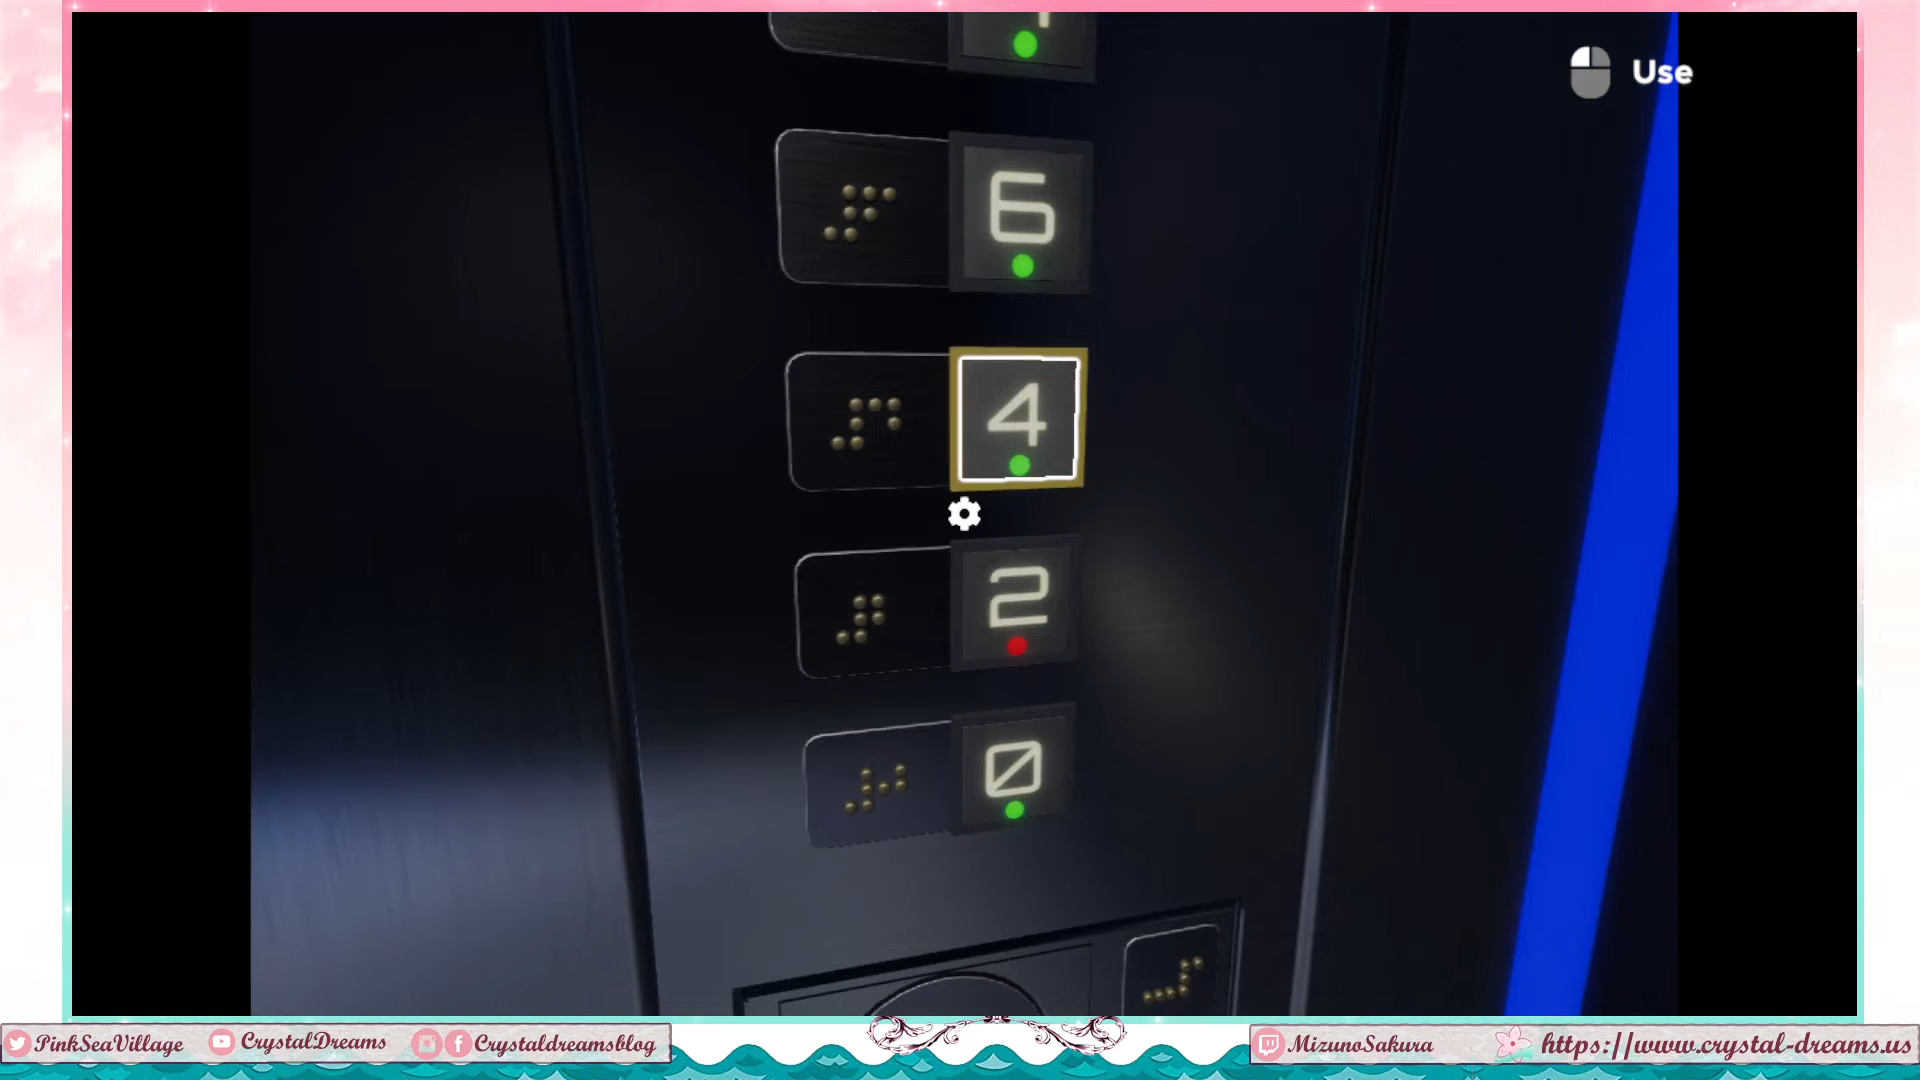 Use
6
4
2
0
PinkSeaVillage
CrystalDreams
Crystaldreamsblog
MizunoSakura
https://www.crystal-dreams.us